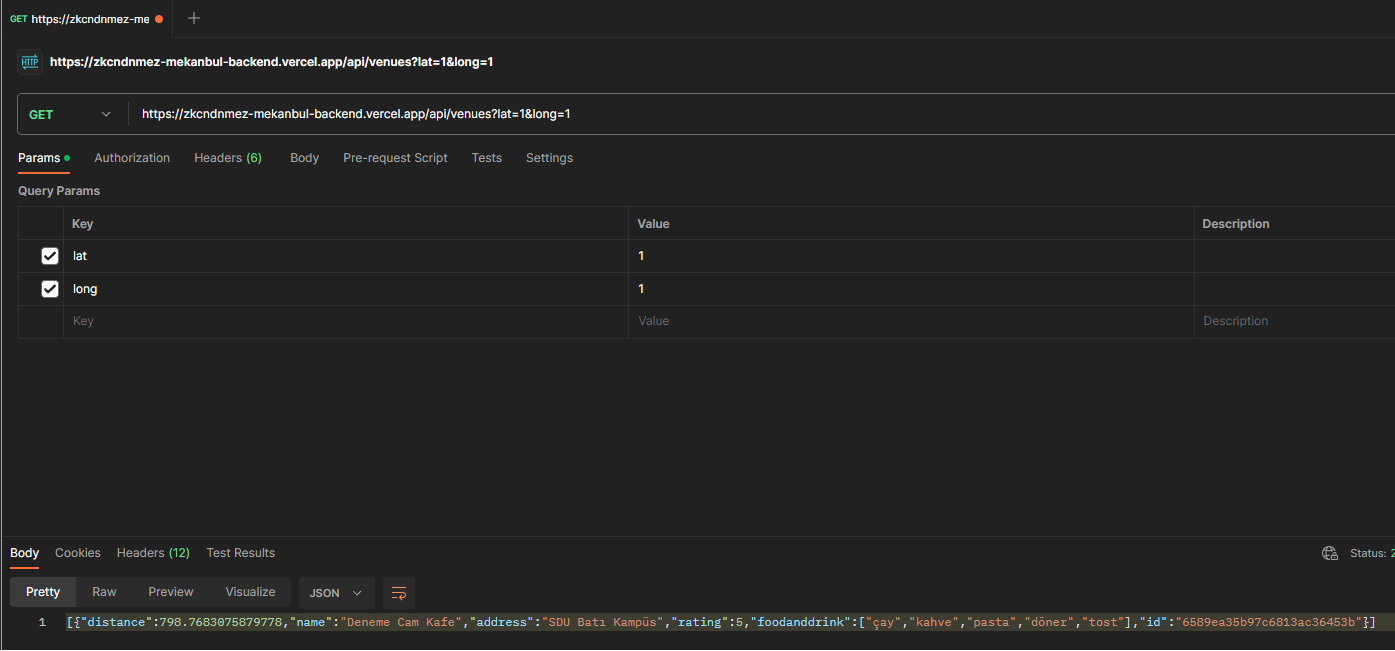 GET https://zkcndnmez-me
HTTP https://zkcndnmez-mekanbul-backend.vercel.app/api/venues?lat=1&long=1
GET https://zkcndnmez-mekanbul-backend.vercel.app/api/venues?lat=1&long=1
Params Authorization Headers (6) Body Pre-request Script Tests Settings
Query Params
Key Value Description
lat 1
long 1
Key Value Description
Body Cookies Headers (12) Test Results Status: 2
Pretty Raw Preview Visualize JSON
1 [{"distance":798.7683075879778,"name":"Deneme Cam Kafe","address":"SDU Batı Kampüs","rating":5,"foodanddrink":["çay","kahve","pasta","döner","tost"],"id":"6589ea35b97c6813ac36453b"}]